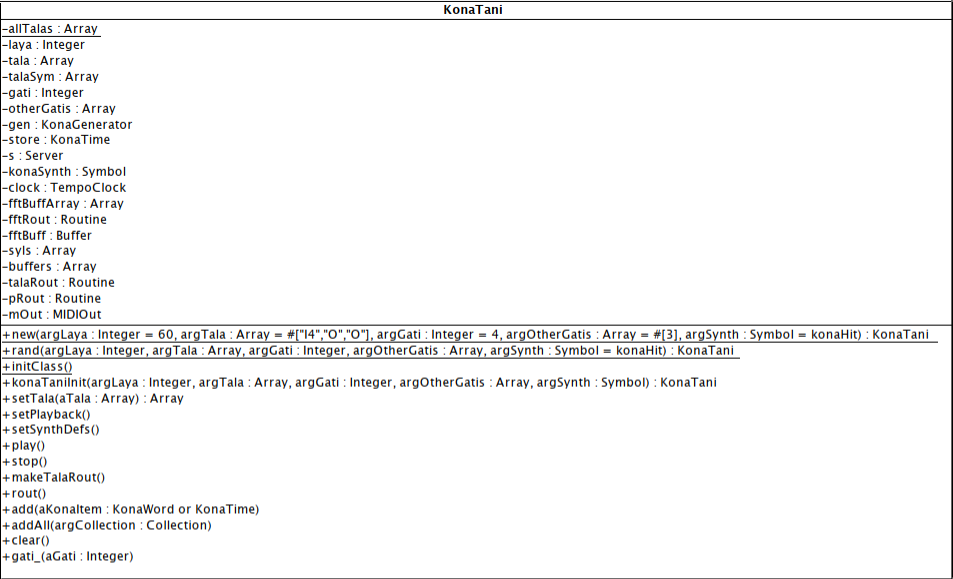 KonaTani
-allTalas : Array
-laya : Integer
-tala : Array
-talaSym : Array
-gati : Integer
-otherGatis : Array
-gen : KonaGenerator
-store : KonaTime
-s : Server
-konaSynth : Symbol
-clock : TempoClock
-fftBuffArray : Array
-fftRout : Routine
-fftBuff : Buffer
-syls : Array
-buffers : Array
-talaRout : Routine
-pRout : Routine
-mOut : MIDIOut
+new(argLaya : Integer = 60, argTala : Array = #["I4","O","O"], argGati : Integer = 4, argOtherGatis : Array = #[3], argSynth : Symbol = konaHit) : KonaTani
+rand(argLaya : Integer, argTala : Array, argGati : Integer, argOtherGatis : Array, argSynth : Symbol = konaHit) : KonaTani
+initClass()
+konaTaniInit(argLaya : Integer, argTala : Array, argGati : Integer, argOtherGatis : Array, argSynth : Symbol) : KonaTani
+setTala(aTala : Array) : Array
+setPlayback()
+setSynthDefs()
+play()
+stop()
+makeTalaRout()
+rout()
+add(aKonaItem : KonaWord or KonaTime)
+addAll(argCollection : Collection)
+clear()
+gati_(aGati : Integer)